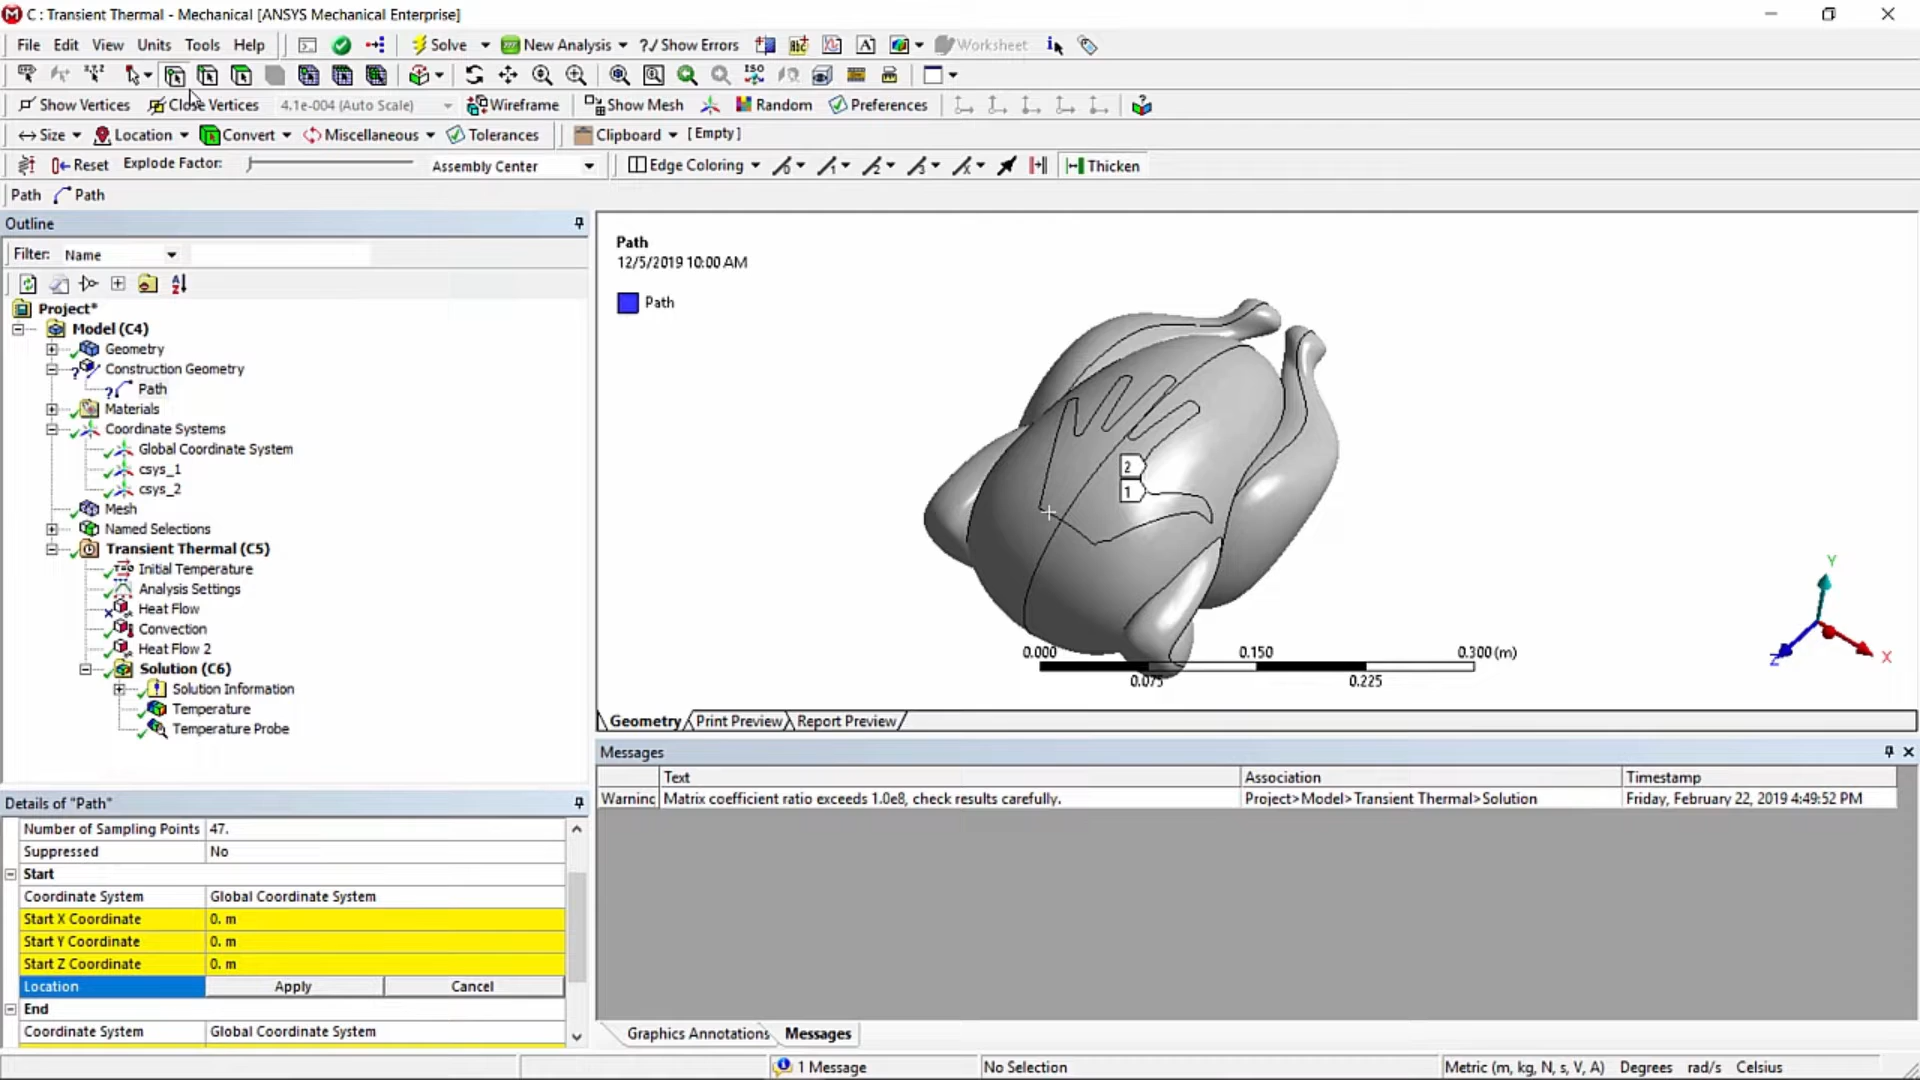 C : Transient Thermal - Mechanical [ANSYS Mechanical Enterprise]
File Edit View Units Tools Help Solve New Analysis ?/ Show Errors Worksheet
Show Vertices Close Vertices 4.1e-004 (Auto Scale) Wireframe Show Mesh Random Preferences
Size Location Convert Miscellaneous Tolerances Clipboard [ Empty ]
Reset Explode Factor: Assembly Center Edge Coloring Thicken
Path Path
Outline
Filter: Name
Project*
Model (C4)
Geometry
Construction Geometry
Path
Materials
Coordinate Systems
Global Coordinate System
csys_1
csys_2
Mesh
Named Selections
Transient Thermal (C5)
Initial Temperature
Analysis Settings
Heat Flow
Convection
Heat Flow 2
Solution (C6)
Solution Information
Temperature
Temperature Probe
Details of "Path"
Number of Sampling Points 47.
Suppressed No
Start
Coordinate System Global Coordinate System
Start X Coordinate 0. m
Start Y Coordinate 0. m
Start Z Coordinate 0. m
Location Apply Cancel
End
Coordinate System Global Coordinate System
Path
12/5/2019 10:00 AM
Path
2
1
0.000 0.150 0.300 (m)
0.075 0.225
Y
Z X
Geometry Print Preview Report Preview
Messages
Text Association Timestamp
Warning Matrix coefficient ratio exceeds 1.0e8, check results carefully. Project>Model>Transient Thermal>Solution Friday, February 22, 2019 4:49:52 PM
Graphics Annotations Messages
1 Message No Selection Metric (m, kg, N, s, V, A) Degrees rad/s Celsius